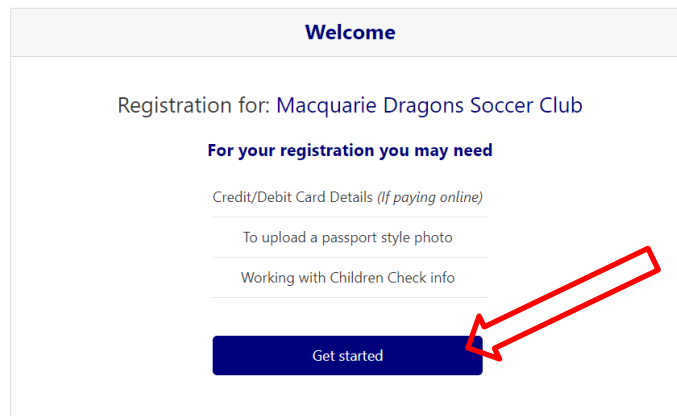 Welcome
Registration for: Macquarie Dragons Soccer Club
For your registration you may need
Credit/Debit Card Details (If paying online)
To upload a passport style photo
Working with Children Check info
Get started